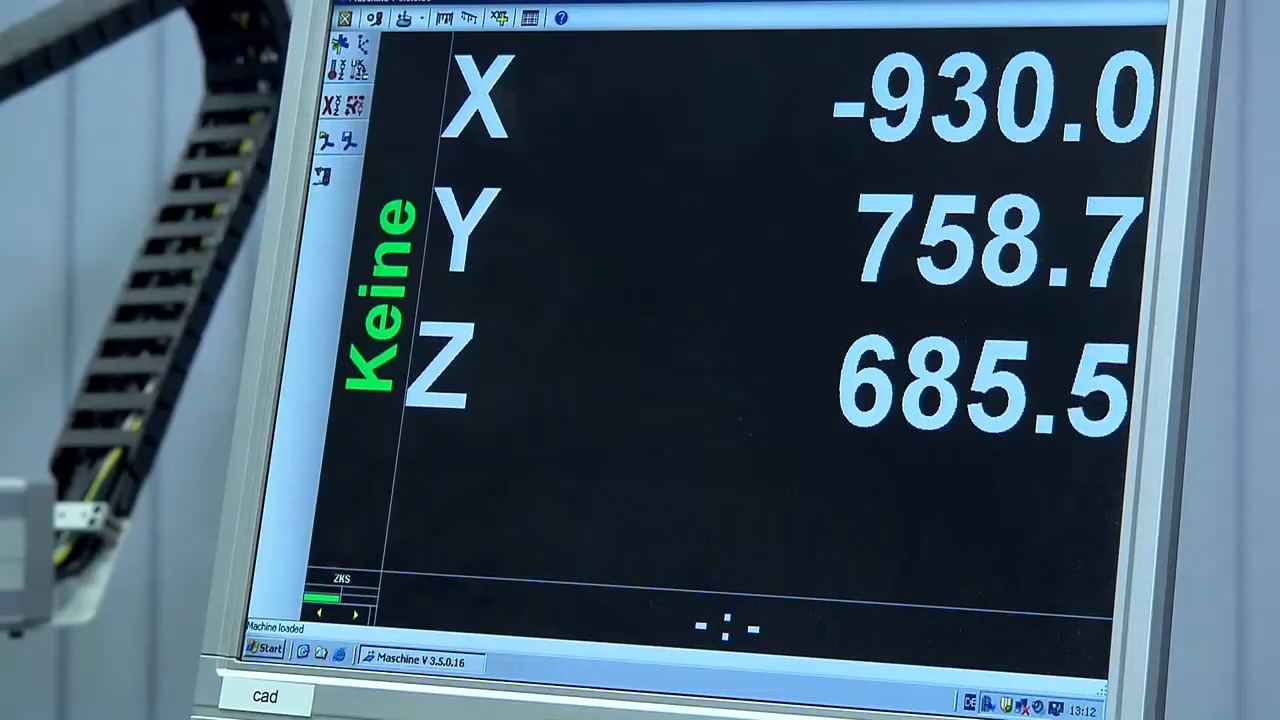 X -930.0
Y 758.7
Z 685.5
Keine
ZKS
Machine loaded
Start
Maschine V 3.5.0.16
DE
13:12
cad